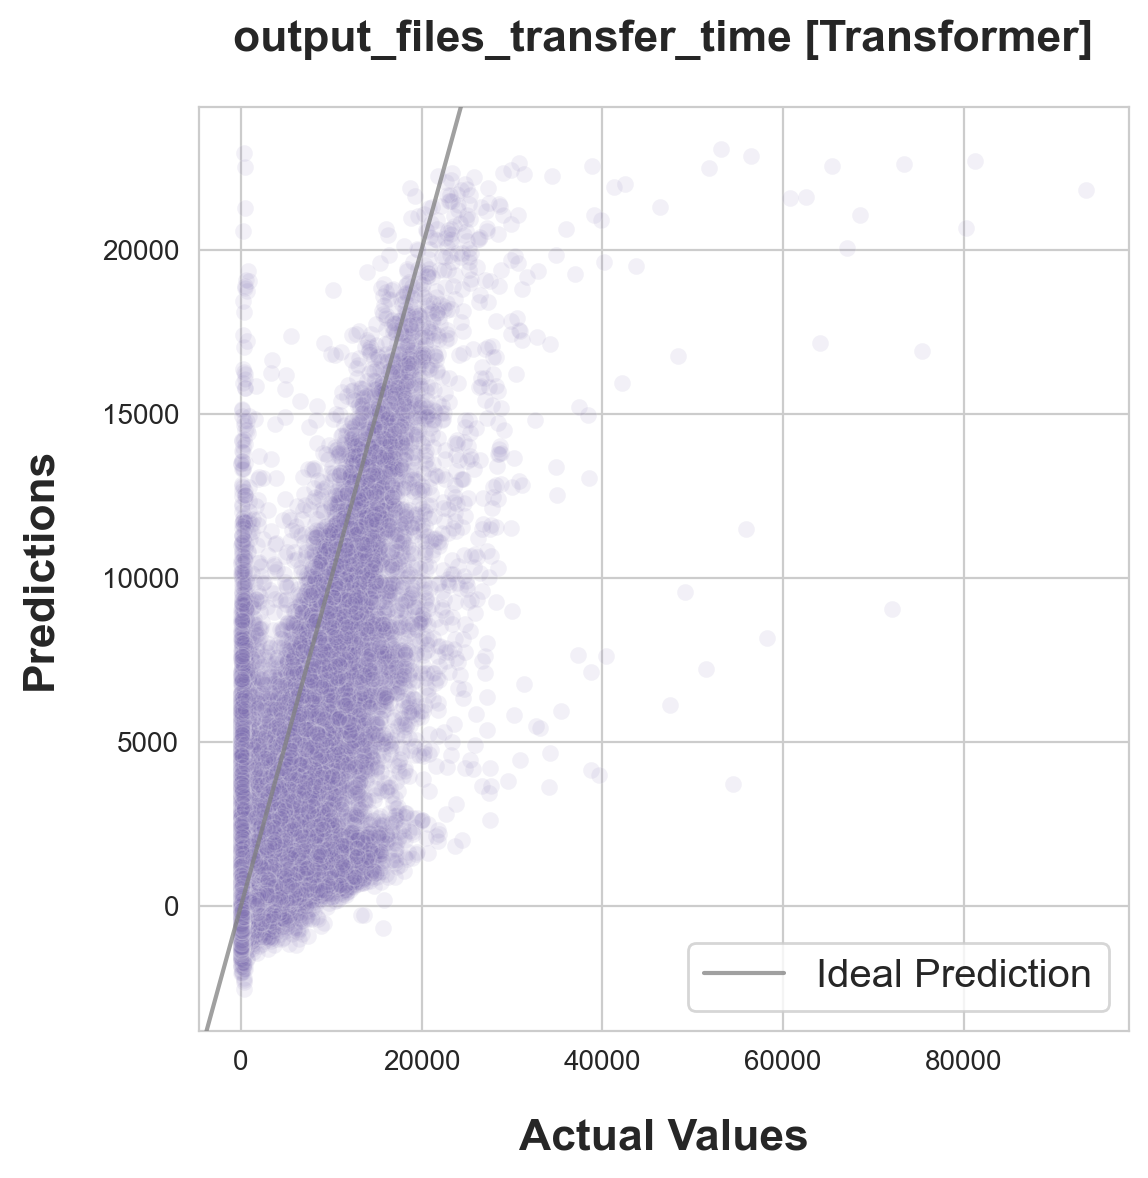 output_files_transfer_time [Transformer]
Predictions
20000
15000
10000
5000
0
Ideal Prediction
0 20000 40000 60000 80000
Actual Values